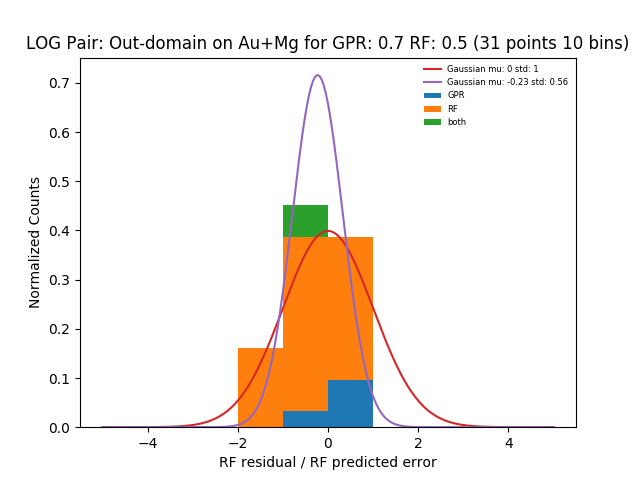 LOG Pair: Out-domain on Au+Mg for GPR: 0.7 RF: 0.5 (31 points 10 bins)
Gaussian mu: 0 std: 1
Gaussian mu: -0.23 std: 0.56
GPR
RF
both
Normalized Counts
0.7
0.6
0.5
0.4
0.3
0.2
0.1
0.0
−4 −2 0 2 4
RF residual / RF predicted error